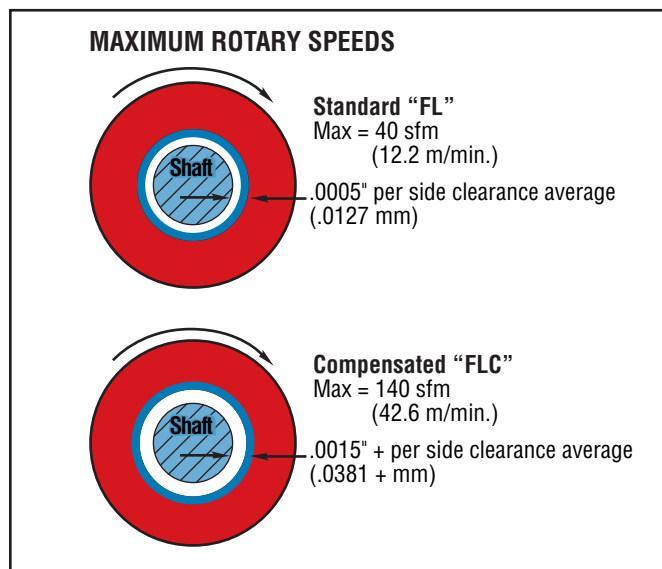 MAXIMUM ROTARY SPEEDS
Standard “FL”
Max = 40 sfm
(12.2 m/min.)
Shaft
.0005" per side clearance average
(.0127 mm)
Compensated “FLC”
Max = 140 sfm
(42.6 m/min.)
Shaft
.0015" + per side clearance average
(.0381 + mm)